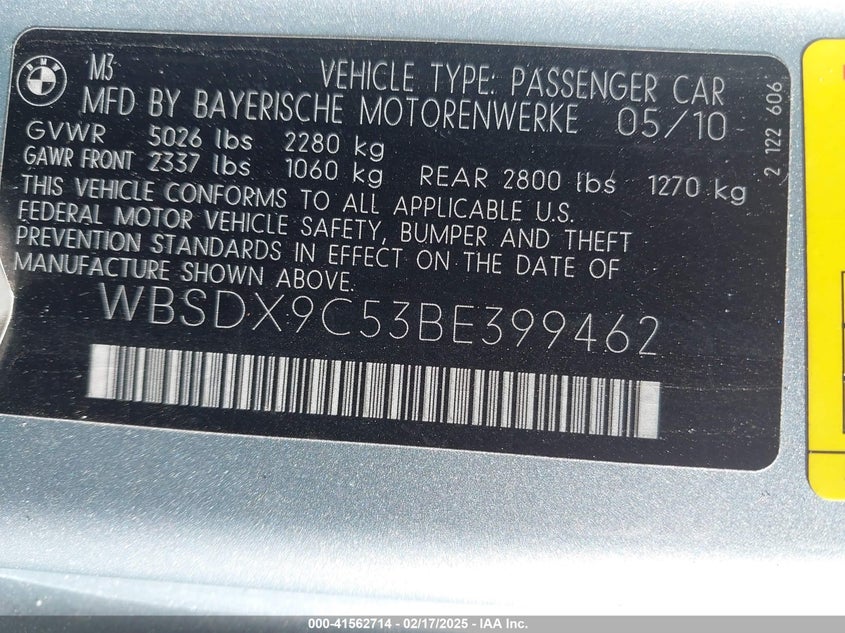 BMW
M3
VEHICLE TYPE: PASSENGER CAR
MFD BY BAYERISCHE MOTORENWERKE 05/10
GVWR 5026 lbs 2280 kg
GAWR FRONT 2337 lbs 1060 kg REAR 2800 lbs 1270 kg
THIS VEHICLE CONFORMS TO ALL APPLICABLE U.S.
FEDERAL MOTOR VEHICLE SAFETY, BUMPER AND THEFT
PREVENTION STANDARDS IN EFFECT ON THE DATE OF
MANUFACTURE SHOWN ABOVE.
WBSDX9C53BE399462
2 122 606
000-41562714 — 02/17/2025 — IAA Inc.